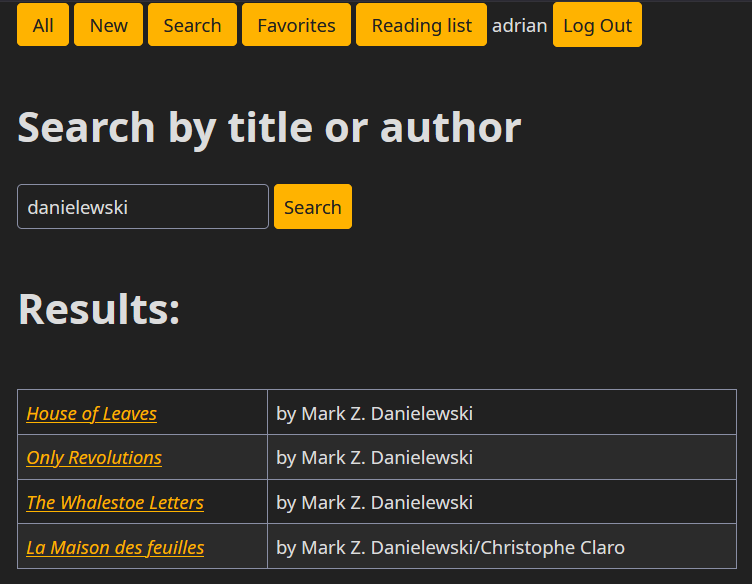 All New Search Favorites Reading list adrian Log Out
Search by title or author
danielewski Search
Results:
House of Leaves by Mark Z. Danielewski
Only Revolutions by Mark Z. Danielewski
The Whalestoe Letters by Mark Z. Danielewski
La Maison des feuilles by Mark Z. Danielewski/Christophe Claro